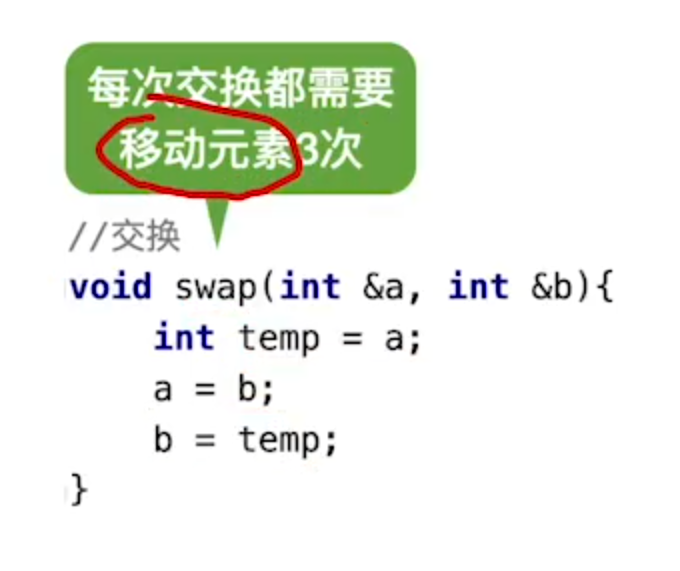 每次交换都需要
移动元素3次
//交换
void swap(int &a, int &b){
    int temp = a;
    a = b;
    b = temp;
}